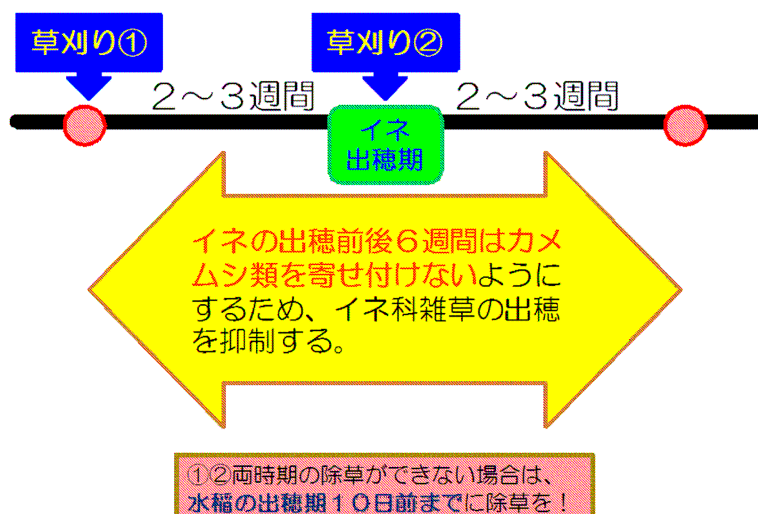 草刈り①
草刈り②
２～３週間
２～３週間
イネ
出穂期
イネの出穂前後６週間はカメ
ムシ類を寄せ付けないように
するため、イネ科雑草の出穂
を抑制する。
①②両時期の除草ができない場合は、
水稲の出穂期１０日前までに除草を！